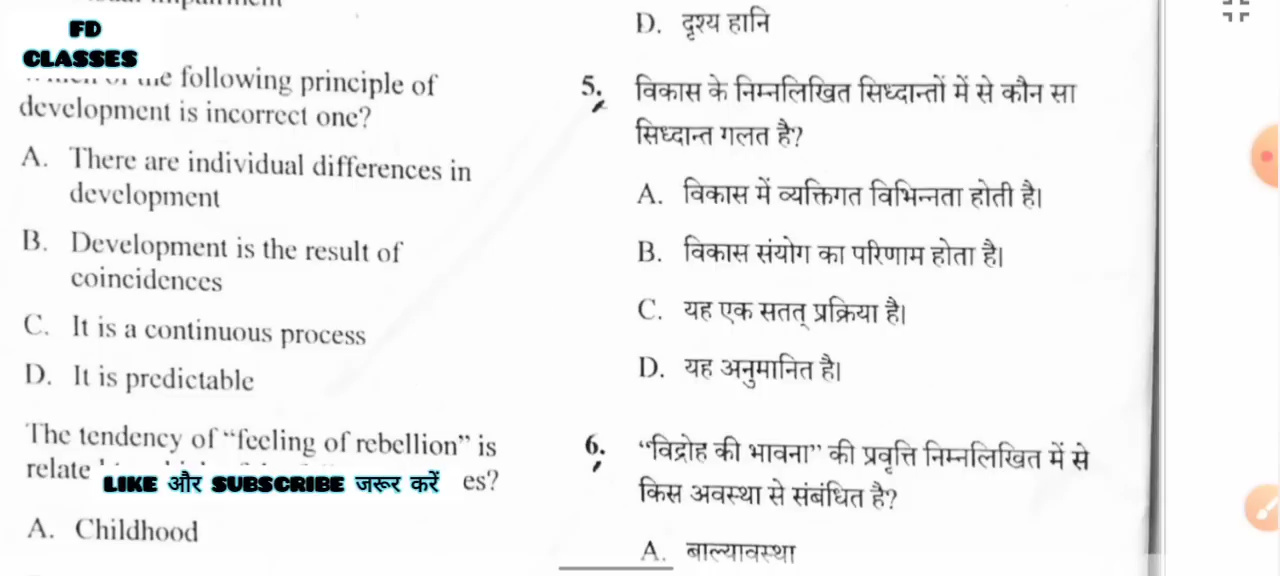 FD
CLASSES
the following principle of
development is incorrect one?
A. There are individual differences in
development
B. Development is the result of
coincidences
C. It is a continuous process
D. It is predictable
The tendency of “feeling of rebellion” is
relate
LIKE और SUBSCRIBE जरूर करें es?
A. Childhood
D. दृश्य हानि
5. विकास के निम्नलिखित सिध्दान्तों में से कौन सा
सिध्दान्त गलत है?
A. विकास में व्यक्तिगत विभिन्नता होती है।
B. विकास संयोग का परिणाम होता है।
C. यह एक सतत् प्रक्रिया है।
D. यह अनुमानित है।
6. “विद्रोह की भावना” की प्रवृत्ति निम्नलिखित में से
किस अवस्था से संबंधित है?
A. बाल्यावस्था